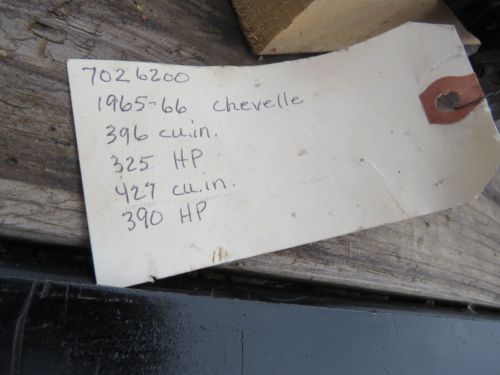 7026200
1965-66 Chevelle
396 cu.in.
325 HP
427 cu.in.
390 HP